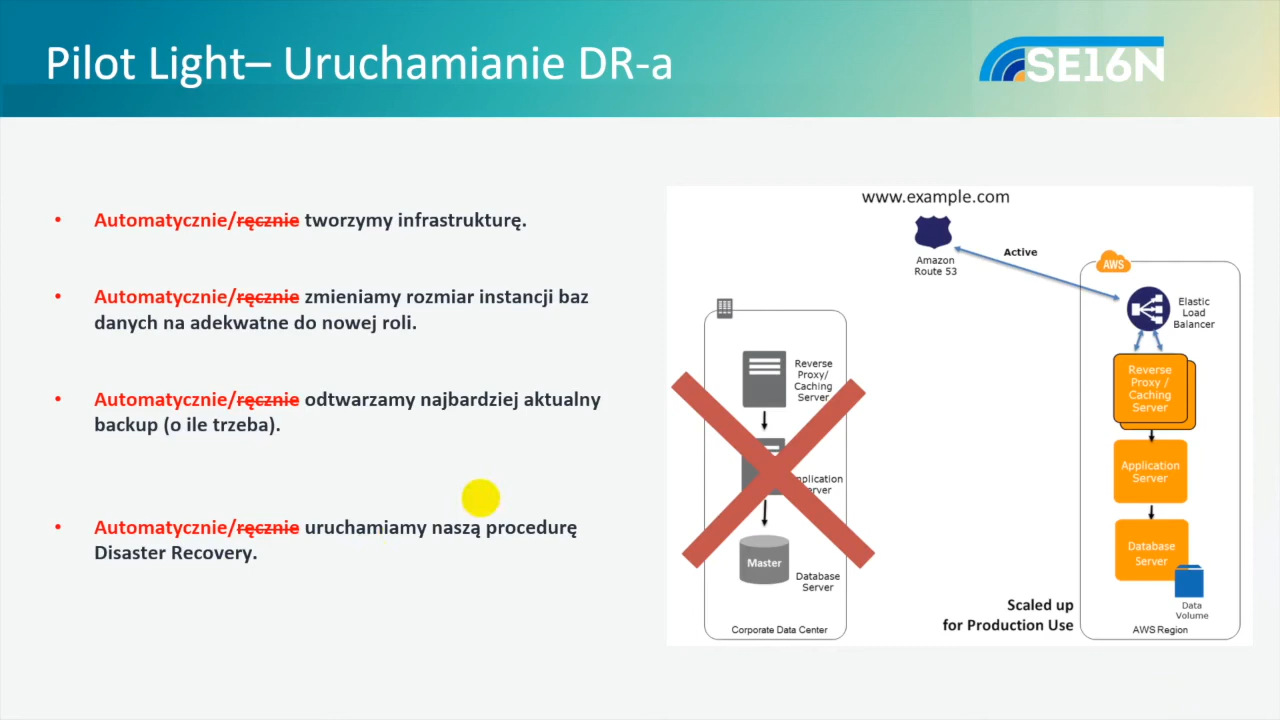 Pilot Light– Uruchamianie DR-a
SE16N
• Automatycznie/ręcznie tworzymy infrastrukturę.
• Automatycznie/ręcznie zmieniamy rozmiar instancji baz
danych na adekwatne do nowej roli.
• Automatycznie/ręcznie odtwarzamy najbardziej aktualny
backup (o ile trzeba).
• Automatycznie/ręcznie uruchamiamy naszą procedurę
Disaster Recovery.
www.example.com
Amazon
Route 53
Active
Reverse
Proxy/
Caching
Server
Application
Server
Master
Database
Server
Corporate Data Center
AWS
Elastic
Load
Balancer
Reverse
Proxy /
Caching
Server
Application
Server
Database
Server
Data
Volume
AWS Region
Scaled up
for Production Use